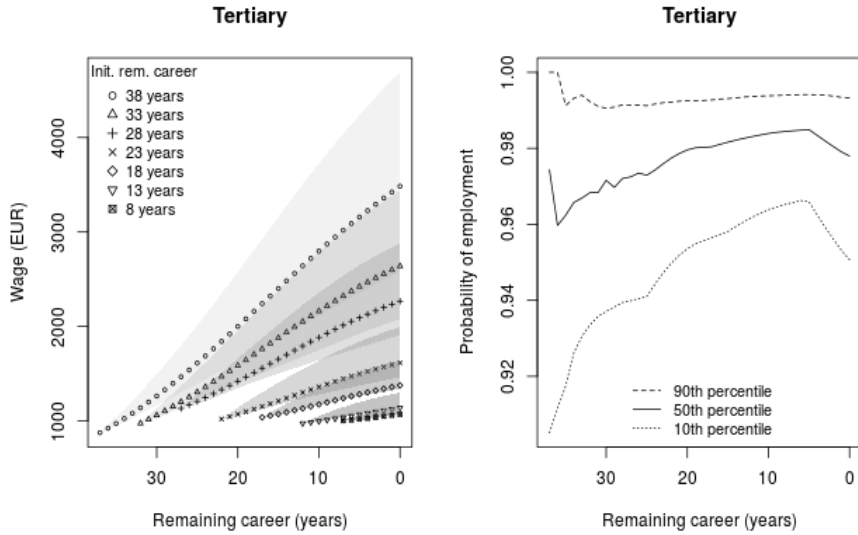 Tertiary
Init. rem. career
38 years
33 years
28 years
23 years
18 years
13 years
8 years
Wage (EUR)
1000
2000
3000
4000
30
20
10
0
Remaining career (years)
Tertiary
Probability of employment
0.92
0.94
0.96
0.98
1.00
90th percentile
50th percentile
10th percentile
30
20
10
0
Remaining career (years)